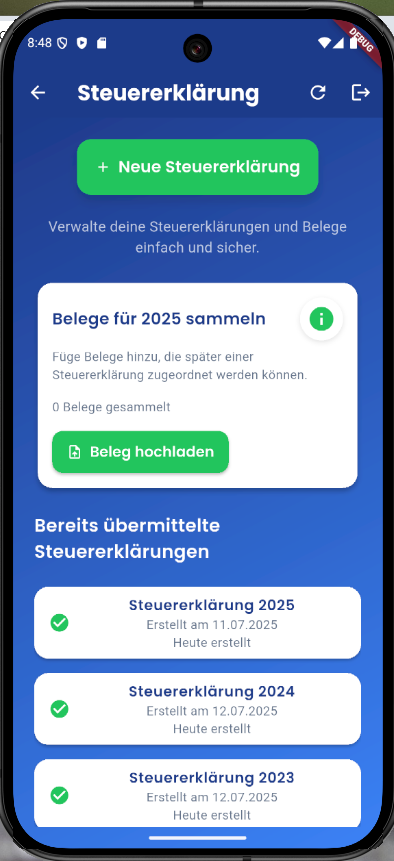 8:48
DEBUG
Steuererklärung
+ Neue Steuererklärung
Verwalte deine Steuererklärungen und Belege
einfach und sicher.
Belege für 2025 sammeln
Füge Belege hinzu, die später einer
Steuererklärung zugeordnet werden können.
0 Belege gesammelt
Beleg hochladen
Bereits übermittelte
Steuererklärungen
Steuererklärung 2025
Erstellt am 11.07.2025
Heute erstellt
Steuererklärung 2024
Erstellt am 12.07.2025
Heute erstellt
Steuererklärung 2023
Erstellt am 12.07.2025
Heute erstellt